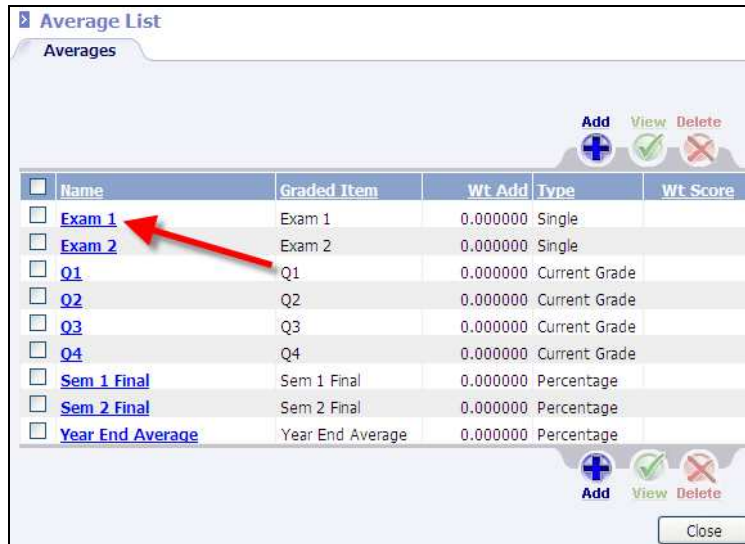 Average List
Averages
Add View Delete
Name Graded Item Wt Add Type Wt Score
Exam 1 Exam 1 0.000000 Single
Exam 2 Exam 2 0.000000 Single
Q1 Q1 0.000000 Current Grade
Q2 Q2 0.000000 Current Grade
Q3 Q3 0.000000 Current Grade
Q4 Q4 0.000000 Current Grade
Sem 1 Final Sem 1 Final 0.000000 Percentage
Sem 2 Final Sem 2 Final 0.000000 Percentage
Year End Average Year End Average 0.000000 Percentage
Add View Delete
Close